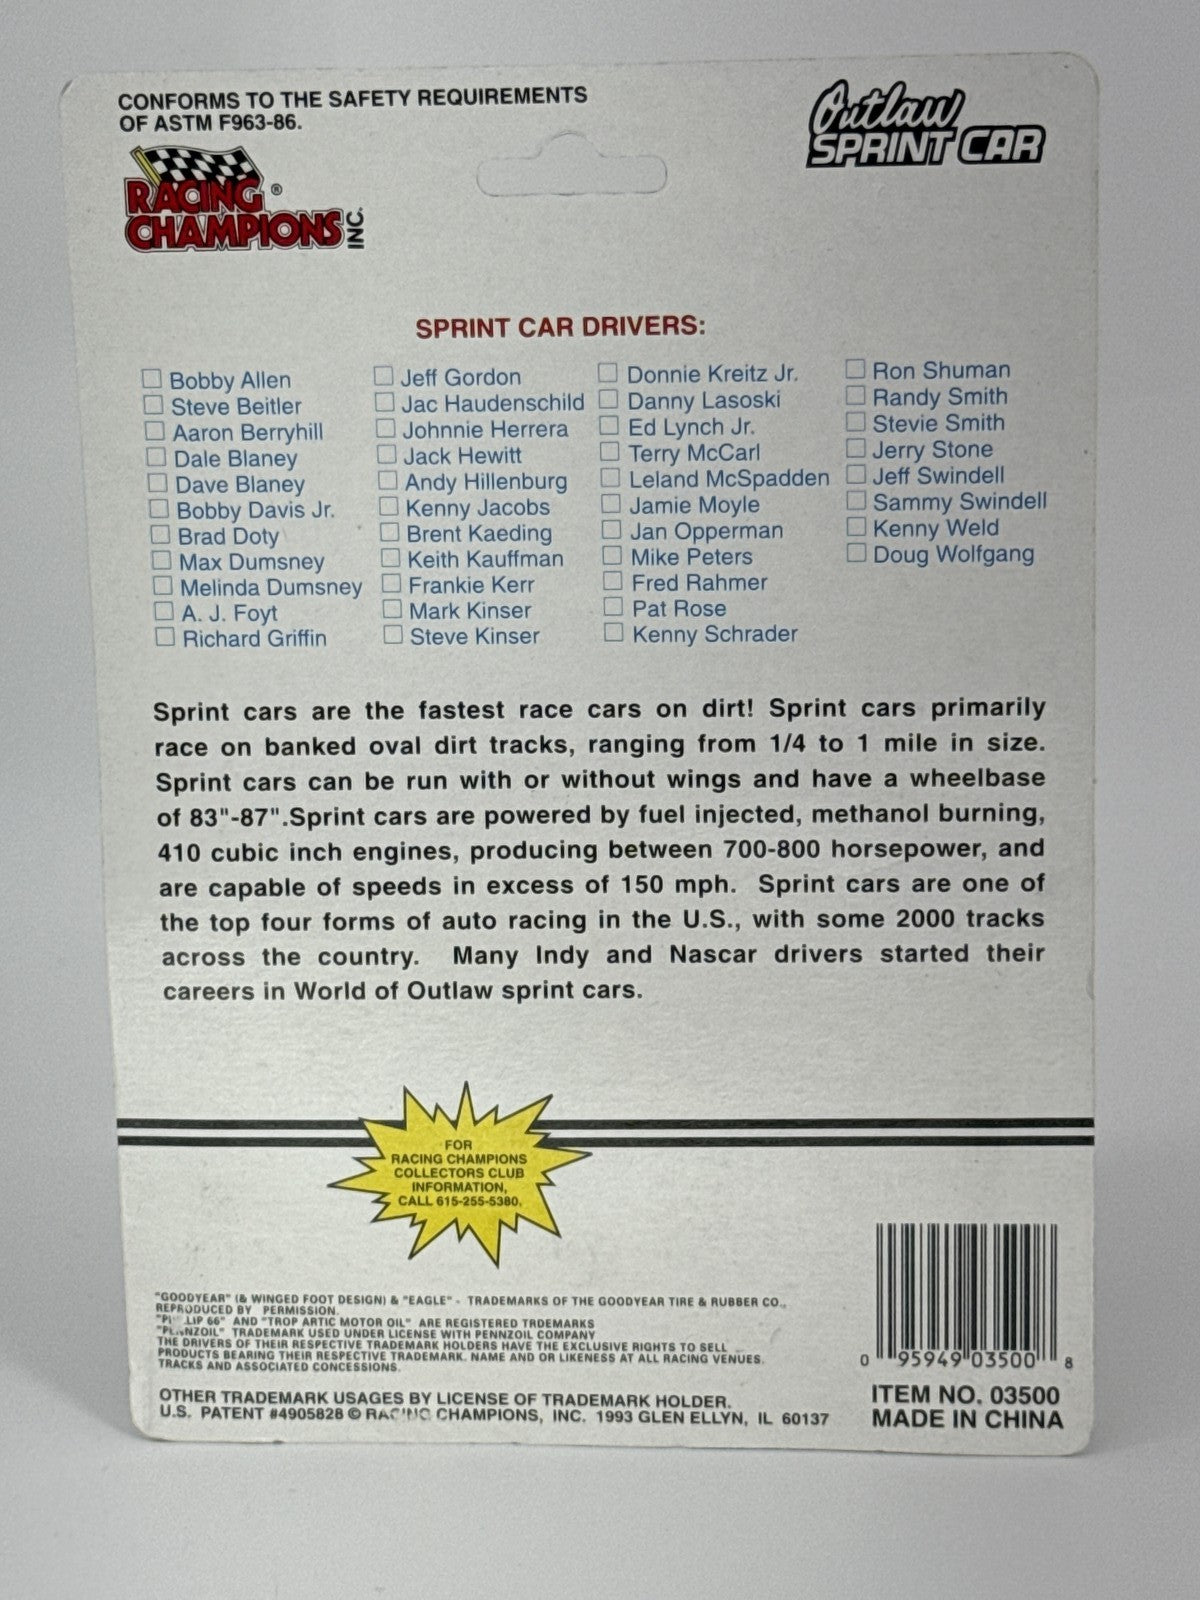 CONFORMS TO THE SAFETY REQUIREMENTS
OF ASTM F963-86.
RACING ®
CHAMPIONS INC.
Outlaw
SPRINT CAR
SPRINT CAR DRIVERS:
Bobby Allen
Steve Beitler
Aaron Berryhill
Dale Blaney
Dave Blaney
Bobby Davis Jr.
Brad Doty
Max Dumsney
Melinda Dumsney
A. J. Foyt
Richard Griffin
Jeff Gordon
Jac Haudenschild
Johnnie Herrera
Jack Hewitt
Andy Hillenburg
Kenny Jacobs
Brent Kaeding
Keith Kauffman
Frankie Kerr
Mark Kinser
Steve Kinser
Donnie Kreitz Jr.
Danny Lasoski
Ed Lynch Jr.
Terry McCarl
Leland McSpadden
Jamie Moyle
Jan Opperman
Mike Peters
Fred Rahmer
Pat Rose
Kenny Schrader
Ron Shuman
Randy Smith
Stevie Smith
Jerry Stone
Jeff Swindell
Sammy Swindell
Kenny Weld
Doug Wolfgang
Sprint cars are the fastest race cars on dirt! Sprint cars primarily
race on banked oval dirt tracks, ranging from 1/4 to 1 mile in size.
Sprint cars can be run with or without wings and have a wheelbase
of 83"-87".Sprint cars are powered by fuel injected, methanol burning,
410 cubic inch engines, producing between 700-800 horsepower, and
are capable of speeds in excess of 150 mph. Sprint cars are one of
the top four forms of auto racing in the U.S., with some 2000 tracks
across the country. Many Indy and Nascar drivers started their
careers in World of Outlaw sprint cars.
FOR
RACING CHAMPIONS
COLLECTORS CLUB
INFORMATION,
CALL 615-255-5380.
"GOODYEAR" (& WINGED FOOT DESIGN) & "EAGLE" - TRADEMARKS OF THE GOODYEAR TIRE & RUBBER CO.,
REPRODUCED BY PERMISSION.
66" AND "TROP ARTIC MOTOR OIL" ARE REGISTERED TRDEMARKS
"PENNZOIL" TRADEMARK USED UNDER LICENSE WITH PENNZOIL COMPANY
THE DRIVERS OF THEIR RESPECTIVE TRADEMARK HOLDERS HAVE THE EXCLUSIVE RIGHTS TO SELL
PRODUCTS BEARING THEIR RESPECTIVE TRADEMARK. NAME AND OR LIKENESS AT ALL RACING VENUES.
TRACKS AND ASSOCIATED CONCESSIONS.
OTHER TRADEMARK USAGES BY LICENSE OF TRADEMARK HOLDER.
U.S. PATENT #4905828 © RACING CHAMPIONS, INC. 1993 GLEN ELLYN, IL 60137
0 95949 03500 8
ITEM NO. 03500
MADE IN CHINA